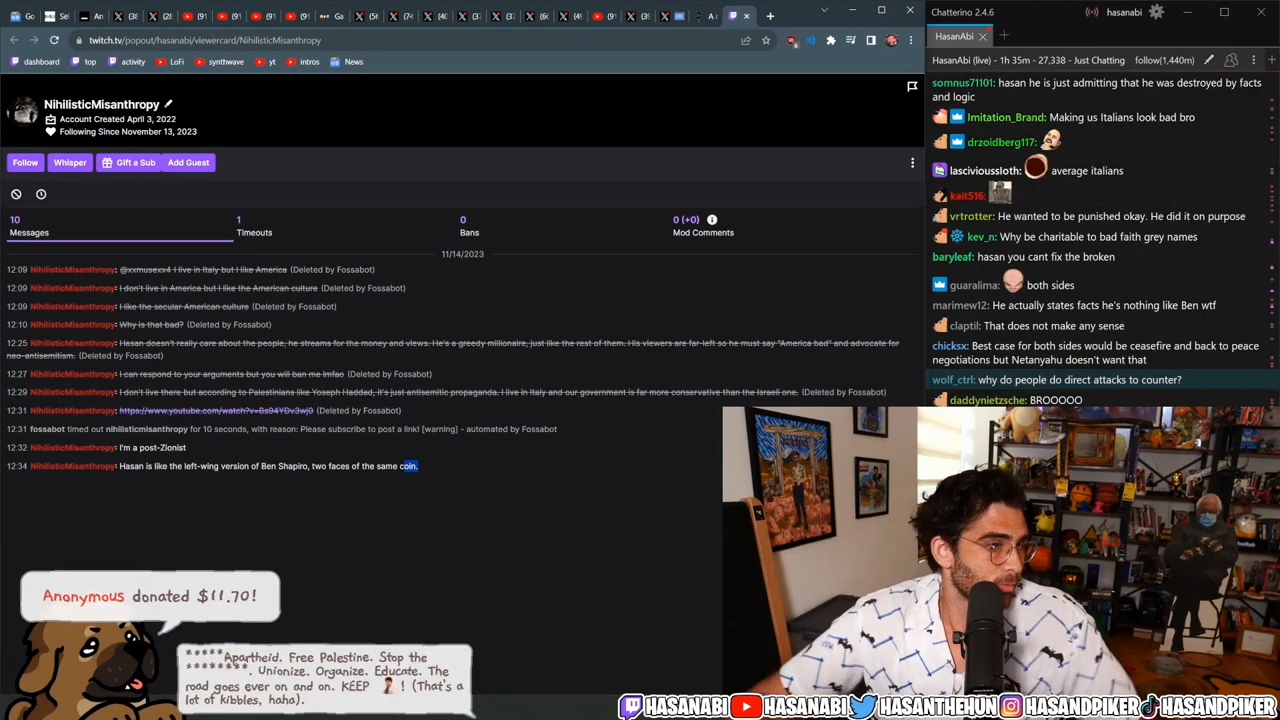 Chatterino 2.4.6
hasanabi
twitch.tv/popout/hasanabi/viewercard/NihilisticMisanthropy
HasanAbi
dashboard top activity LoFi synthwave yt intros News
HasanAbi (live) - 1h 35m - 27,338 - Just Chatting follow(1,440m)
NihilisticMisanthropy
Account Created April 3, 2022
Following Since November 13, 2023
Follow Whisper Gift a Sub Add Guest
10 1 0 0 (+0)
Messages Timeouts Bans Mod Comments
11/14/2023
12:09 NihilisticMisanthropy: @xxmusexx4 I live in Italy but I like America (Deleted by Fossabot)
12:09 NihilisticMisanthropy: I don't live in America but I like the American culture (Deleted by Fossabot)
12:09 NihilisticMisanthropy: I like the secular American culture (Deleted by Fossabot)
12:10 NihilisticMisanthropy: Why is that bad? (Deleted by Fossabot)
12:25 NihilisticMisanthropy: Hasan doesn't really care about the people, he streams for the money and views. He's a greedy millionaire, just like the rest of them. His viewers are far-left so he must say "America bad" and advocate for
neo-antisemitism. (Deleted by Fossabot)
12:27 NihilisticMisanthropy: I can respond to your arguments but you will ban me lmfao (Deleted by Fossabot)
12:29 NihilisticMisanthropy: I don't live there but according to Palestinians like Yoseph Haddad, it's just antisemitic propaganda. I live in Italy and our government is far more conservative than the Israeli one. (Deleted by Fossabot)
12:31 NihilisticMisanthropy: https://www.youtube.com/watch?v=Bs94YDv3wj0 (Deleted by Fossabot)
12:31 fossabot timed out nihilisticmisanthropy for 10 seconds, with reason: Please subscribe to post a link! [warning] - automated by Fossabot
12:32 NihilisticMisanthropy: I'm a post-Zionist
12:34 NihilisticMisanthropy: Hasan is like the left-wing version of Ben Shapiro, two faces of the same coin.
somnus71101: hasan he is just admitting that he was destroyed by facts
and logic
Imitation_Brand: Making us Italians look bad bro
drzoidberg117:
lascivioussloth: average italians
kait516:
vrtrotter: He wanted to be punished okay. He did it on purpose
kev_n: Why be charitable to bad faith grey names
baryleaf: hasan you cant fix the broken
guaralima: both sides
marimew12: He actually states facts he's nothing like Ben wtf
claptil: That does not make any sense
chicksx: Best case for both sides would be ceasefire and back to peace
negotiations but Netanyahu doesn't want that
wolf_ctrl: why do people do direct attacks to counter?
daddynietzsche: BROOOOO
Anonymous donated $11.70!
*****Apartheid. Free Palestine. Stop the
********. Unionize. Organize. Educate. The
road goes ever on and on. KEEP ! (That's a
lot of kibbles, haha).
HASANABI HASANABI HASANTHEHUN HASANDPIKER HASANDPIKER